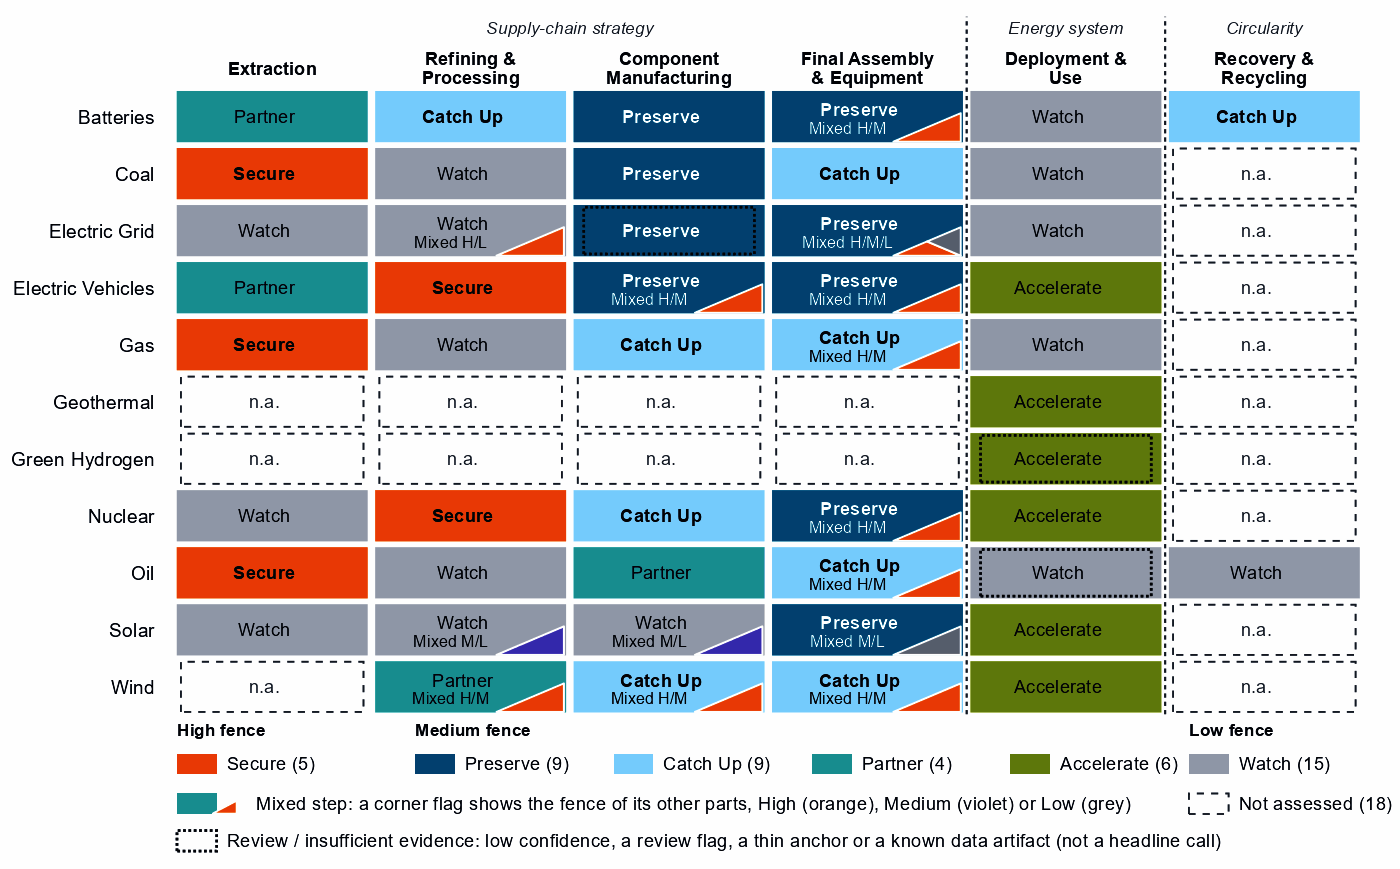 Supply-chain strategy
Energy system
Circularity
Extraction
Refining &
Processing
Component
Manufacturing
Final Assembly
& Equipment
Deployment &
Use
Recovery &
Recycling
Batteries
Partner
Catch Up
Preserve
Preserve
Mixed H/M
Watch
Catch Up
Coal
Secure
Watch
Preserve
Catch Up
Watch
n.a.
Electric Grid
Watch
Watch
Mixed H/L
Preserve
Preserve
Mixed H/M/L
Watch
n.a.
Electric Vehicles
Partner
Secure
Preserve
Mixed H/M
Preserve
Mixed H/M
Accelerate
n.a.
Gas
Secure
Watch
Catch Up
Catch Up
Mixed H/M
Watch
n.a.
Geothermal
n.a.
n.a.
n.a.
n.a.
Accelerate
n.a.
Green Hydrogen
n.a.
n.a.
n.a.
n.a.
Accelerate
n.a.
Nuclear
Watch
Secure
Catch Up
Preserve
Mixed H/M
Accelerate
n.a.
Oil
Secure
Watch
Partner
Catch Up
Mixed H/M
Watch
Watch
Solar
Watch
Watch
Mixed M/L
Watch
Mixed M/L
Preserve
Mixed M/L
Accelerate
n.a.
Wind
n.a.
Partner
Mixed H/M
Catch Up
Mixed H/M
Catch Up
Mixed H/M
Accelerate
n.a.
High fence
Medium fence
Low fence
Secure (5)
Preserve (9)
Catch Up (9)
Partner (4)
Accelerate (6)
Watch (15)
Mixed step: a corner flag shows the fence of its other parts, High (orange), Medium (violet) or Low (grey)
Not assessed (18)
Review / insufficient evidence: low confidence, a review flag, a thin anchor or a known data artifact (not a headline call)